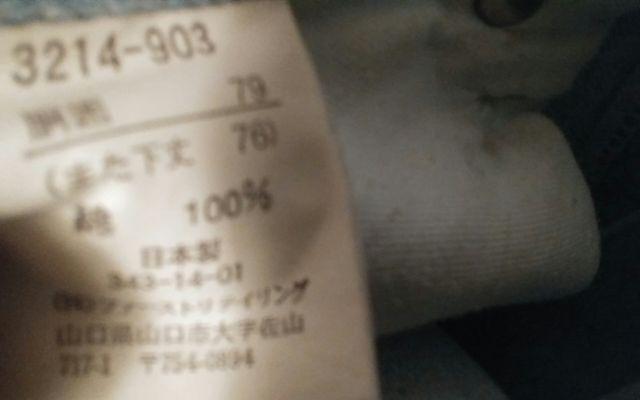 3214-903
胴囲 79
(また下丈 76)
綿 100%
日本製
343-14-01
(株)ファーストリテイリング
山口県山口市大字佐山
717-1 〒754-0894